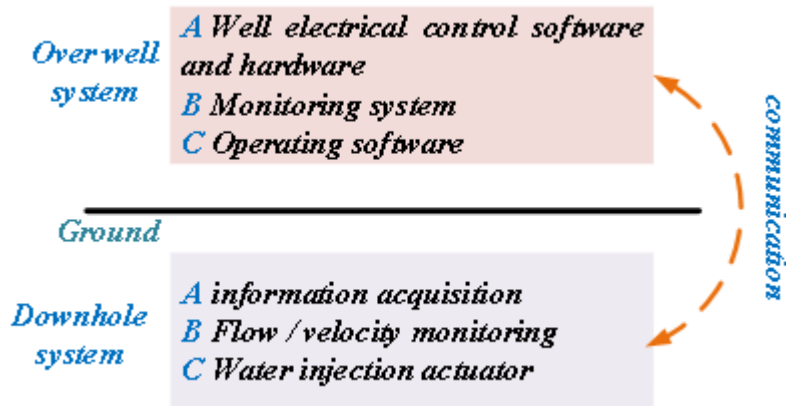 Over well
system
A Well electrical control software
and hardware
B Monitoring system
C Operating software
communication
Ground
Downhole
system
A information acquisition
B Flow / velocity monitoring
C Water injection actuator